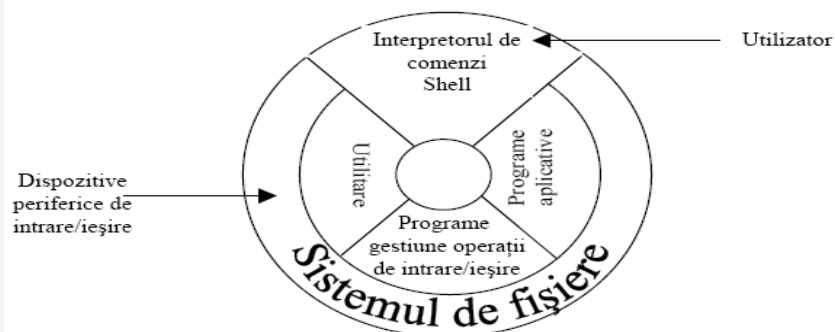 Interpretorul de
comenzi
Shell
Utilizator
Utilitare
Programe
aplicative
Dispozitive
periferice de
intrare/ieşire
Programe
gestiune operaţii
de intrare/ieşire
Sistemul de fişiere